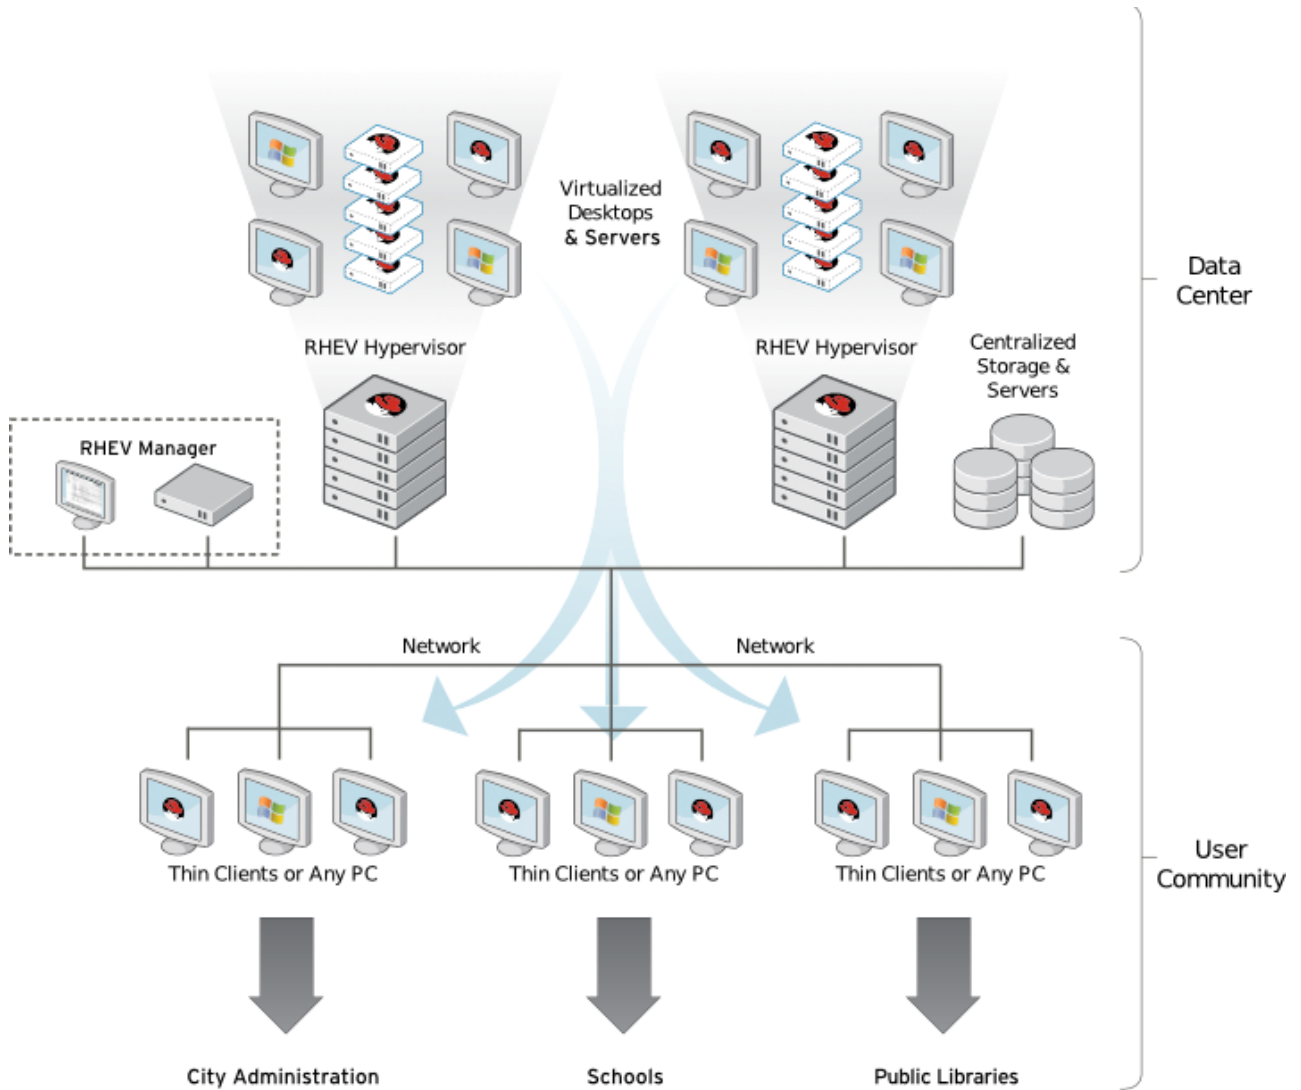 Virtualized
Desktops
& Servers
Data
Center
RHEV Hypervisor
RHEV Hypervisor
Centralized
Storage &
Servers
RHEV Manager
Network
Network
Thin Clients or Any PC
Thin Clients or Any PC
Thin Clients or Any PC
User
Community
City Administration
Schools
Public Libraries